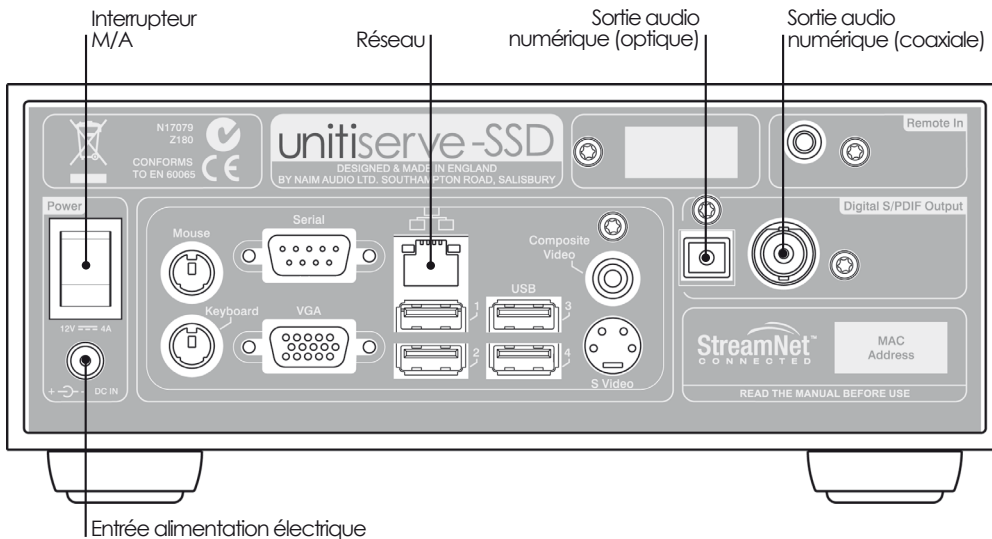 Interrupteur
M/A
Réseau
Sortie audio
numérique (optique)
Sortie audio
numérique (coaxiale)
N17079
Z180
CONFORMS
TO EN 60065
CE
unitiserve-SSD
DESIGNED & MADE IN ENGLAND
BY NAIM AUDIO LTD. SOUTHAMPTON ROAD, SALISBURY
Remote In
Power
12V 4A
+ - DC IN
Mouse
Serial
Keyboard
VGA
USB
1
2
3
4
Composite
Video
S Video
Digital S/PDIF Output
StreamNet™
CONNECTED
MAC
Address
READ THE MANUAL BEFORE USE
Entrée alimentation électrique